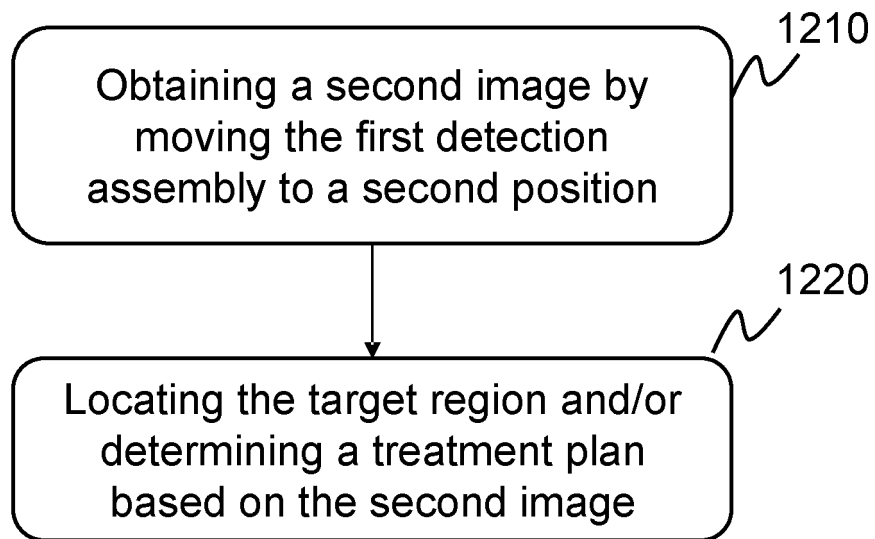 1210
Obtaining a second image by
moving the first detection
assembly to a second position
1220
Locating the target region and/or
determining a treatment plan
based on the second image